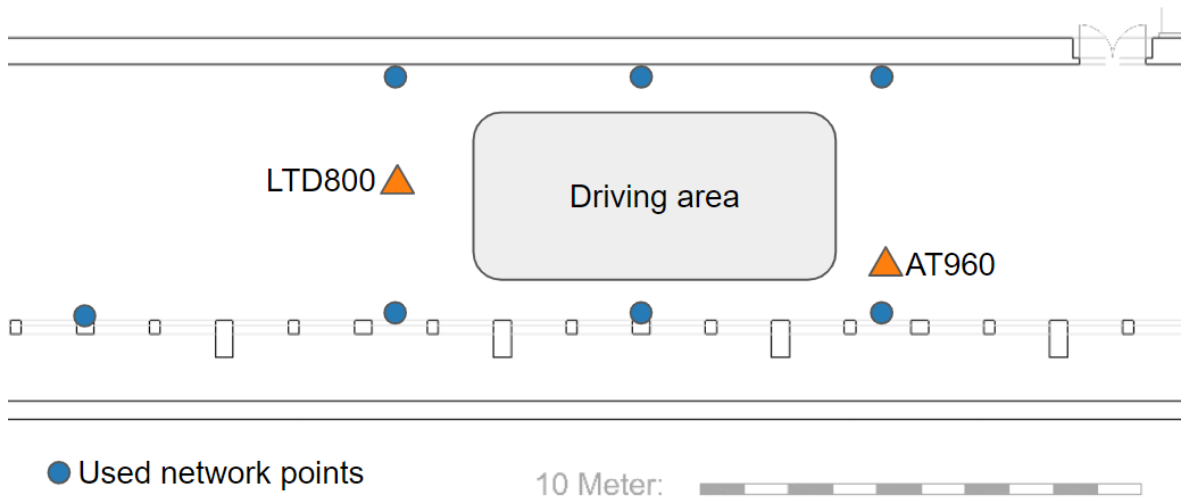 LTD800
Driving area
AT960
Used network points
10 Meter: